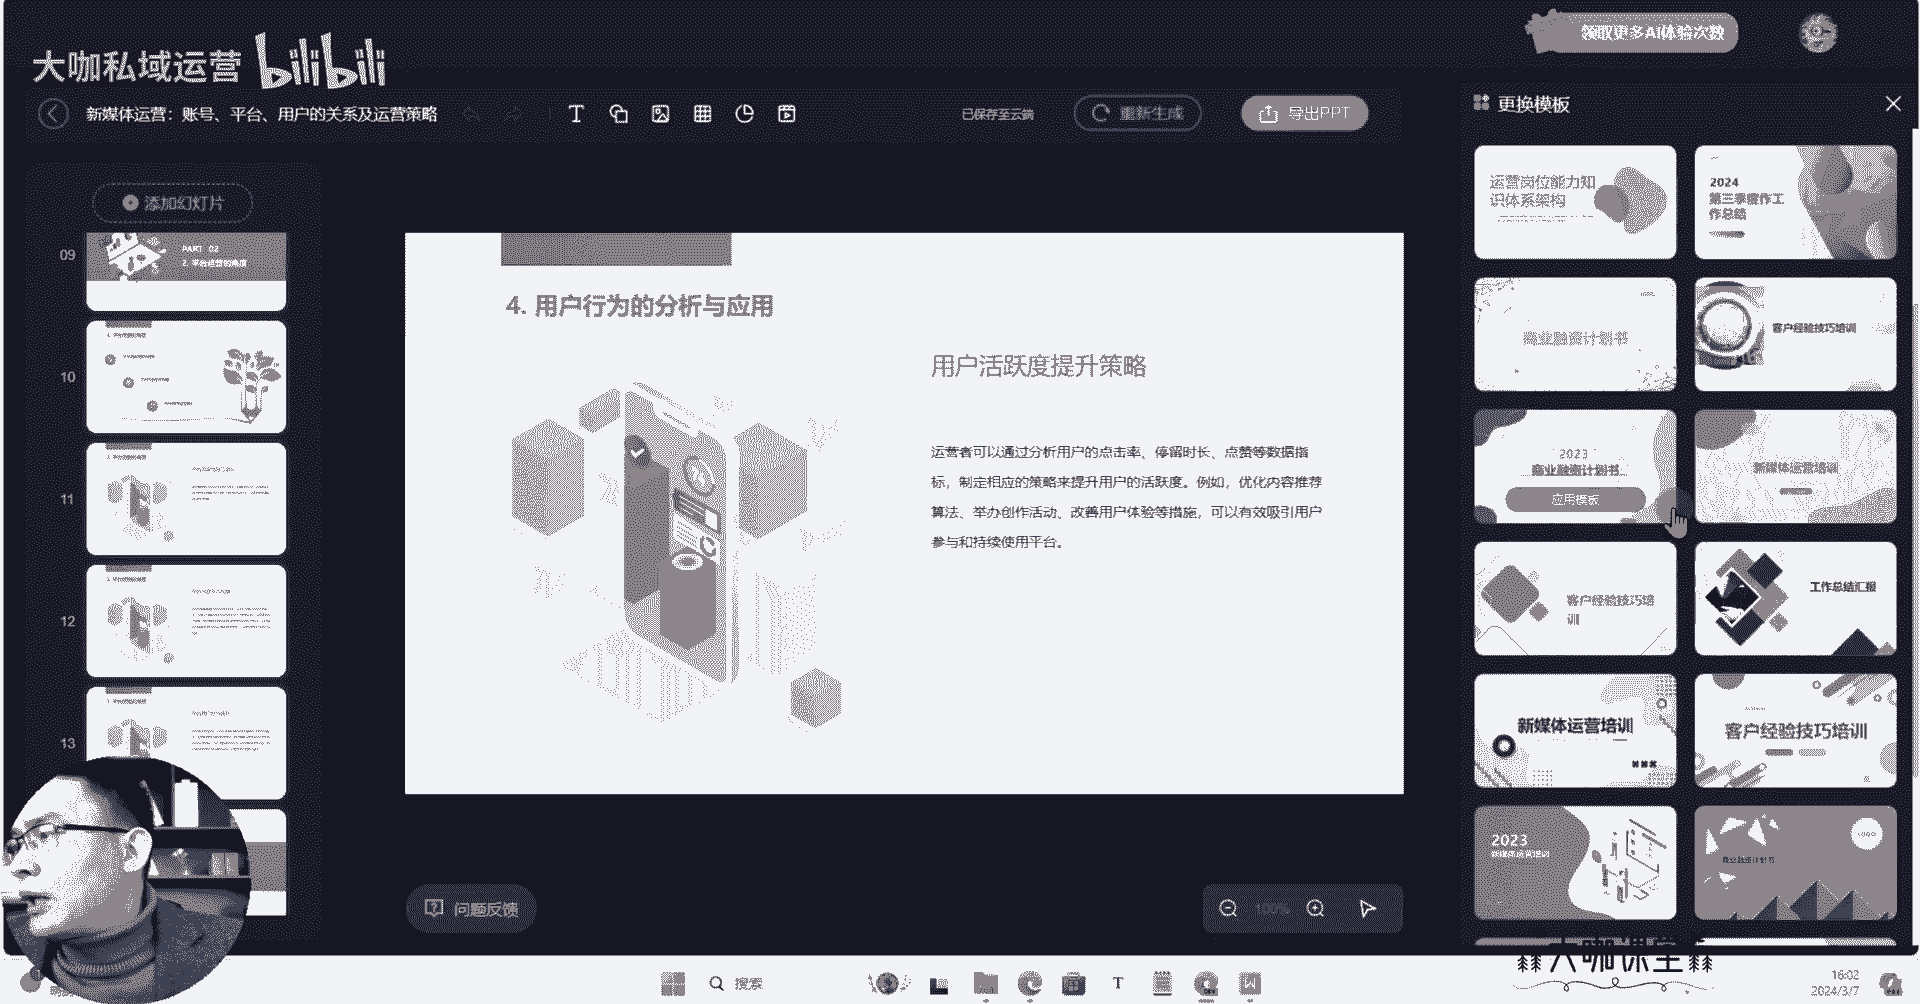 大咖私域运营 bilibili
领取更多AI体验次数
新媒体运营：账号、平台、用户的关系及运营策略
已保存至云端
重新生成
导出PPT
更换模板
添加幻灯片
09
PART 02
2. 平台运营的角度
10
11
12
13
4. 用户行为的分析与应用
用户活跃度提升策略
运营者可以通过分析用户的点击率、停留时长、点赞等数据指
标，制定相应的策略来提升用户的活跃度。例如，优化内容推荐
算法、举办创作活动、改善用户体验等措施，可以有效吸引用户
参与和持续使用平台。
运营岗位能力知
识体系架构
2024
第三季度作工
作总结
商业融资计划书
客户经验技巧培训
2023
商业融资计划书
应用模板
新媒体运营培训
客户经验技巧培
训
工作总结汇报
新媒体运营培训
客户经验技巧培训
2023
新媒体运营培训
商业融资计划书
LOGO
问题反馈
100%
大咖课堂
搜索
16:02
2024/3/7